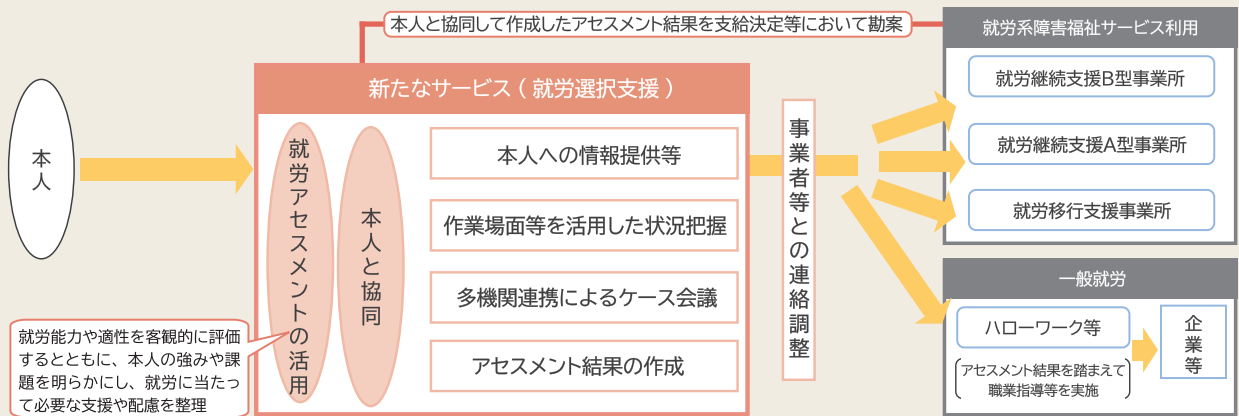 本人と協同して作成したアセスメント結果を支給決定等において勘案
本人
新たなサービス(就労選択支援)
就労アセスメントの活用
本人と協同
本人への情報提供等
作業場面等を活用した状況把握
多機関連携によるケース会議
アセスメント結果の作成
就労能力や適性を客観的に評価
するとともに、本人の強みや課
題を明らかにし、就労に当たっ
て必要な支援や配慮を整理
事業者等との連絡調整
就労系障害福祉サービス利用
就労継続支援B型事業所
就労継続支援A型事業所
就労移行支援事業所
一般就労
ハローワーク等
アセスメント結果を踏まえて
職業指導等を実施
企業等